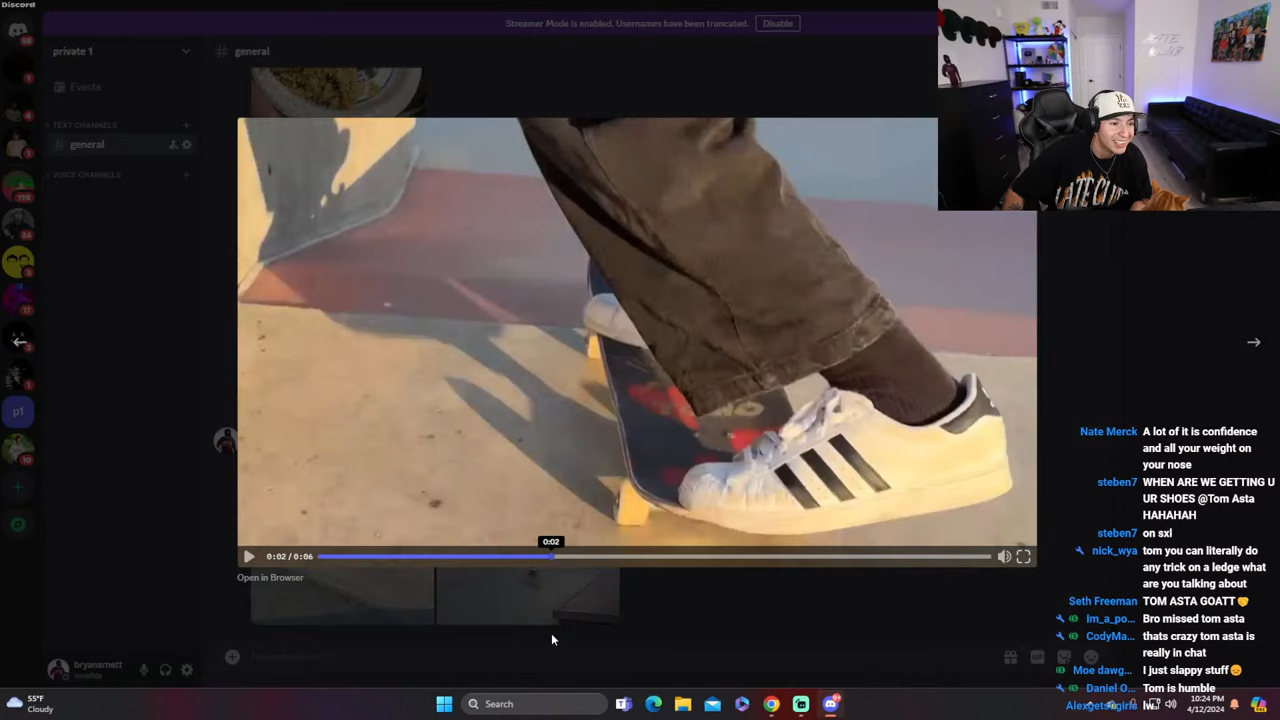 Discord
Streamer Mode is enabled. Usernames have been truncated.
Disable
private 1
general
Events
TEXT CHANNELS
general
VOICE CHANNELS
0:02
0:02 / 0:06
Open in Browser
bryanarnett
Invisible
Nate Merck A lot of it is confidence
and all your weight on
your nose
steben7 WHEN ARE WE GETTING U
UR SHOES @Tom Asta
HAHAHAH
steben7 on sxl
nick_wya tom you can literally do
any trick on a ledge what
are you talking about
Seth Freeman TOM ASTA GOATT
Im_a_po... Bro missed tom asta
CodyMa... thats crazy tom asta is
really in chat
Moe dawg... I just slappy stuff
Daniel O... Tom is humble
55°F
Cloudy
Search
10:24 PM
4/12/2024